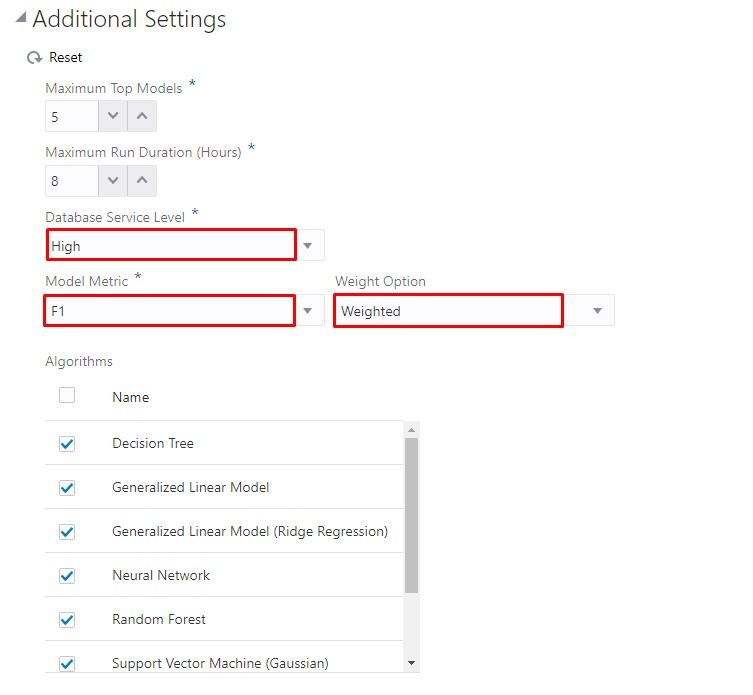 Additional Settings
Reset
Maximum Top Models *
5
Maximum Run Duration (Hours) *
8
Database Service Level *
High
Model Metric * Weight Option
F1 Weighted
Algorithms
Name
Decision Tree
Generalized Linear Model
Generalized Linear Model (Ridge Regression)
Neural Network
Random Forest
Support Vector Machine (Gaussian)